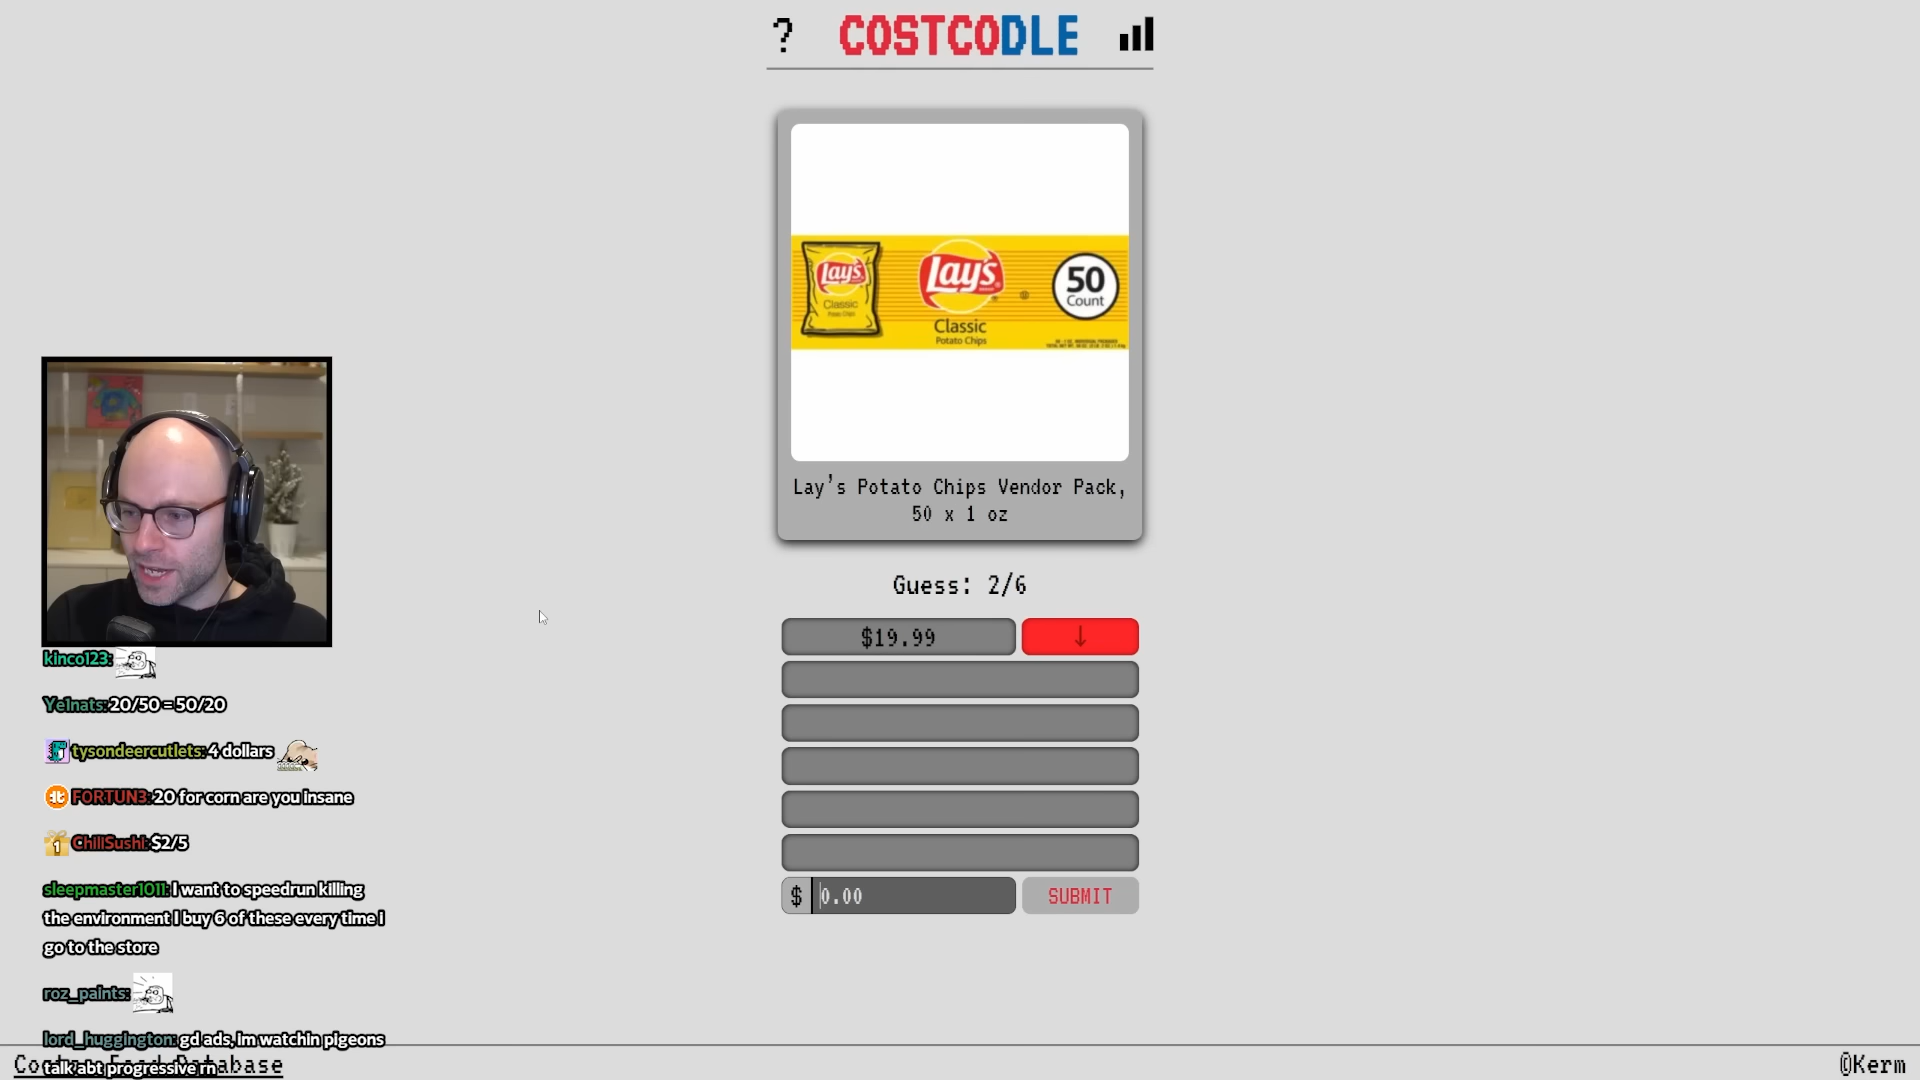 ?
COSTCODLE
Lay's
Classic
Potato Chips
Lay's
Classic
Potato Chips
50
Count
Lay's Potato Chips Vendor Pack,
50 x 1 oz
Guess: 2/6
$19.99 ↓
$ 0.00 SUBMIT
kinco123:
Ye1nats: 20/50 = 50/20
tysondeercutlets: 4 dollars
FORTUN3: 20 for corn are you insane
1 ChiliSushi: $2/5
sleepmaster1011: I want to speedrun killing
the environment I buy 6 of these every time i
go to the store
roz_paints:
lord_huggington: gd ads, im watchin pigeons
talk abt progressive rn
@Kerm